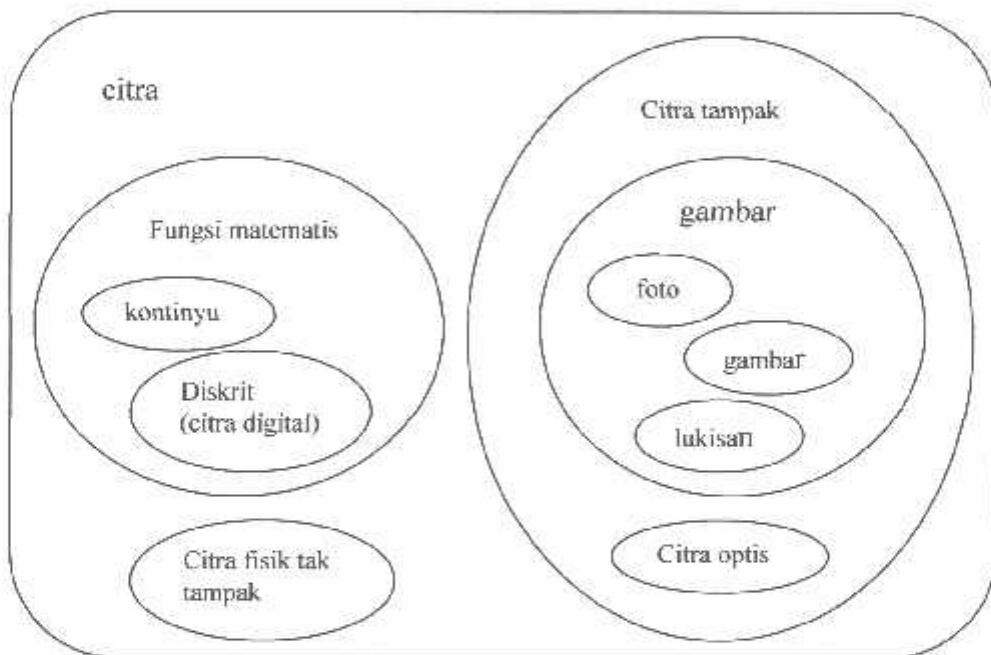 citra
Citra tampak
gambar
Fungsi matematis
foto
kontinyu
gambar
Diskrit
(citra digital)
lukisan
Citra optis
Citra fisik tak
tampak